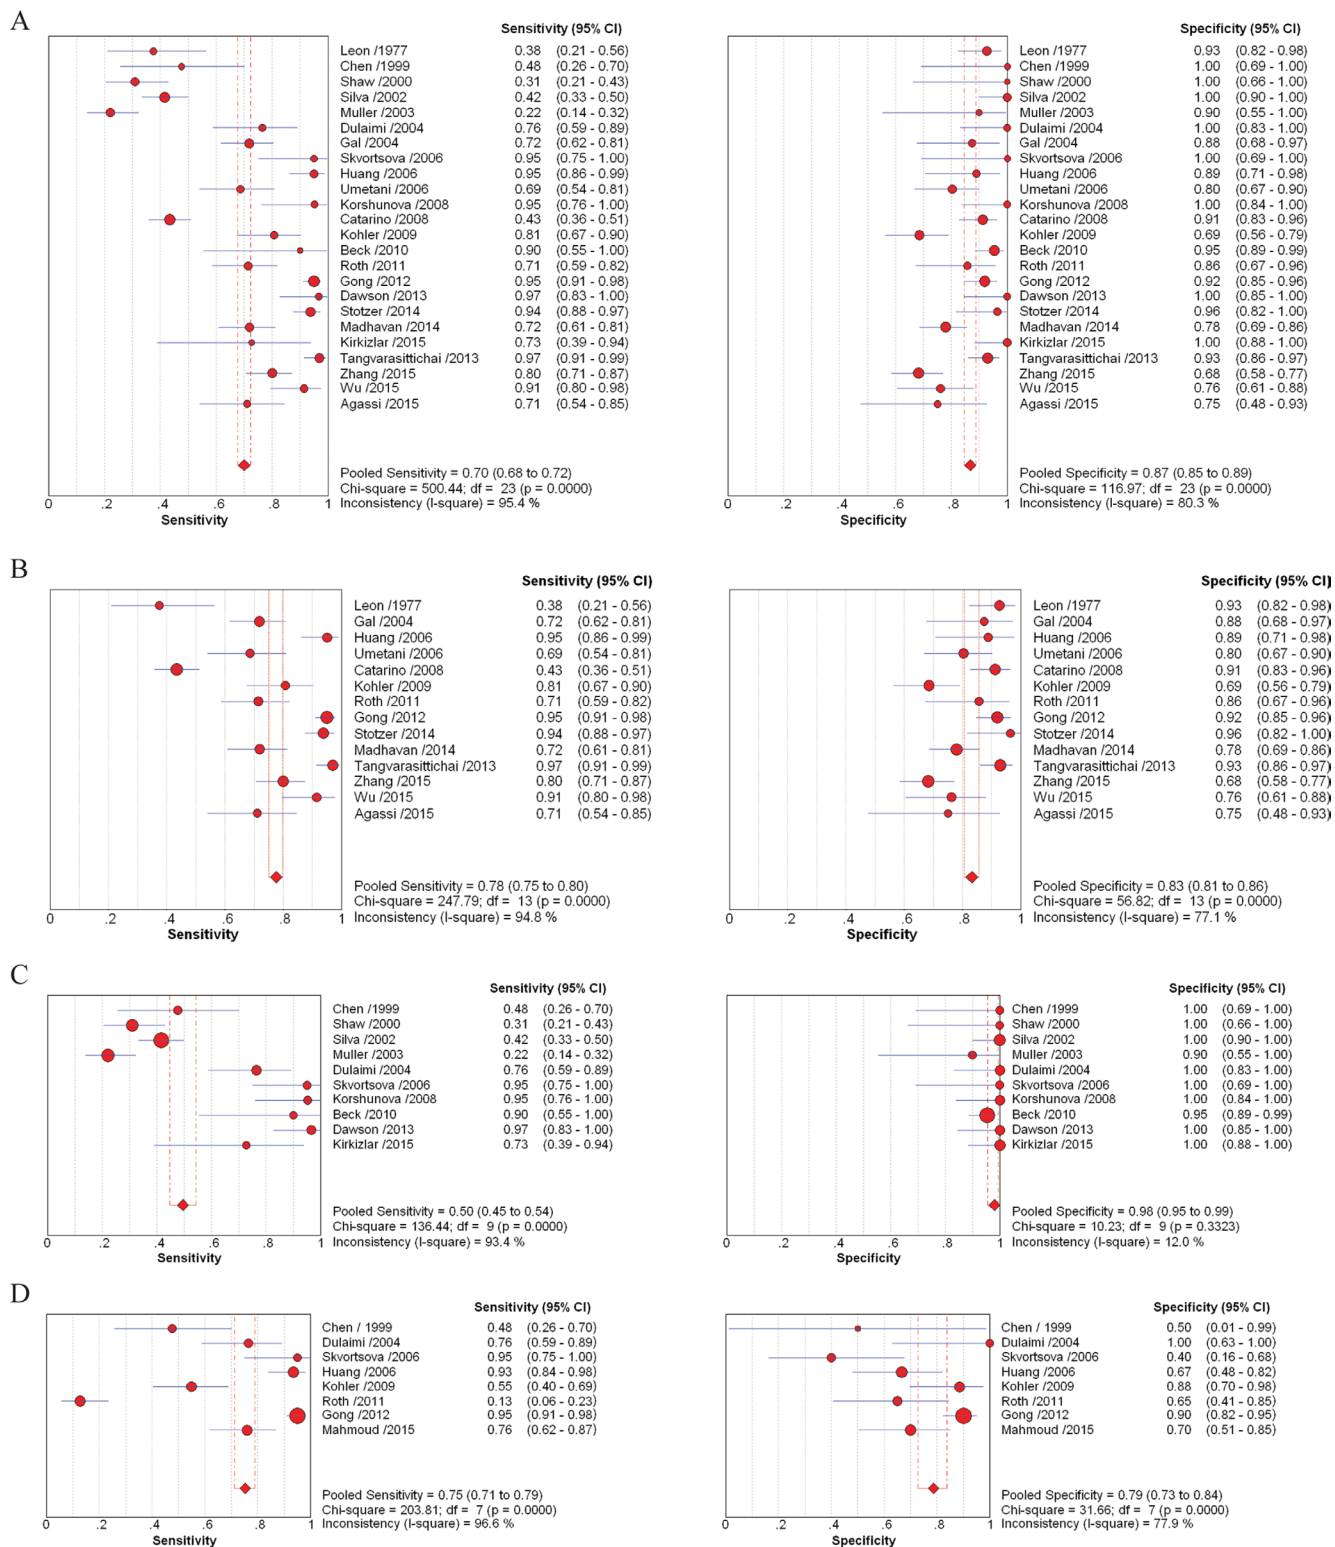 A
Sensitivity (95% CI)
Leon /1977 0.38 (0.21 - 0.56)
Chen /1999 0.48 (0.26 - 0.70)
Shaw /2000 0.31 (0.21 - 0.43)
Silva /2002 0.42 (0.33 - 0.50)
Muller /2003 0.22 (0.14 - 0.32)
Dulaimi /2004 0.76 (0.59 - 0.89)
Gal /2004 0.72 (0.62 - 0.81)
Skvortsova /2006 0.95 (0.75 - 1.00)
Huang /2006 0.95 (0.86 - 0.99)
Umetani /2006 0.69 (0.54 - 0.81)
Korshunova /2008 0.95 (0.76 - 1.00)
Catarino /2008 0.43 (0.36 - 0.51)
Kohler /2009 0.81 (0.67 - 0.90)
Beck /2010 0.90 (0.55 - 1.00)
Roth /2011 0.71 (0.59 - 0.82)
Gong /2012 0.95 (0.91 - 0.98)
Dawson /2013 0.97 (0.83 - 1.00)
Stotzer /2014 0.94 (0.88 - 0.97)
Madhavan /2014 0.72 (0.61 - 0.81)
Kirkizlar /2015 0.73 (0.39 - 0.94)
Tangvarasittichai /2013 0.97 (0.91 - 0.99)
Zhang /2015 0.80 (0.71 - 0.87)
Wu /2015 0.91 (0.80 - 0.98)
Agassi /2015 0.71 (0.54 - 0.85)
Pooled Sensitivity = 0.70 (0.68 to 0.72)
Chi-square = 500.44; df = 23 (p = 0.0000)
Inconsistency (I-square) = 95.4 %
0 .2 .4 .6 .8 1
Sensitivity
Specificity (95% CI)
Leon /1977 0.93 (0.82 - 0.98)
Chen /1999 1.00 (0.69 - 1.00)
Shaw /2000 1.00 (0.66 - 1.00)
Silva /2002 1.00 (0.90 - 1.00)
Muller /2003 0.90 (0.55 - 1.00)
Dulaimi /2004 1.00 (0.83 - 1.00)
Gal /2004 0.88 (0.68 - 0.97)
Skvortsova /2006 1.00 (0.69 - 1.00)
Huang /2006 0.89 (0.71 - 0.98)
Umetani /2006 0.80 (0.67 - 0.90)
Korshunova /2008 1.00 (0.84 - 1.00)
Catarino /2008 0.91 (0.83 - 0.96)
Kohler /2009 0.69 (0.56 - 0.79)
Beck /2010 0.95 (0.89 - 0.99)
Roth /2011 0.86 (0.67 - 0.96)
Gong /2012 0.92 (0.85 - 0.96)
Dawson /2013 1.00 (0.85 - 1.00)
Stotzer /2014 0.96 (0.82 - 1.00)
Madhavan /2014 0.78 (0.69 - 0.86)
Kirkizlar /2015 1.00 (0.88 - 1.00)
Tangvarasittichai /2013 0.93 (0.86 - 0.97)
Zhang /2015 0.68 (0.58 - 0.77)
Wu /2015 0.76 (0.61 - 0.88)
Agassi /2015 0.75 (0.48 - 0.93)
Pooled Specificity = 0.87 (0.85 to 0.89)
Chi-square = 116.97; df = 23 (p = 0.0000)
Inconsistency (I-square) = 80.3 %
0 .2 .4 .6 .8 1
Specificity
B
Sensitivity (95% CI)
Leon /1977 0.38 (0.21 - 0.56)
Gal /2004 0.72 (0.62 - 0.81)
Huang /2006 0.95 (0.86 - 0.99)
Umetani /2006 0.69 (0.54 - 0.81)
Catarino /2008 0.43 (0.36 - 0.51)
Kohler /2009 0.81 (0.67 - 0.90)
Roth /2011 0.71 (0.59 - 0.82)
Gong /2012 0.95 (0.91 - 0.98)
Stotzer /2014 0.94 (0.88 - 0.97)
Madhavan /2014 0.72 (0.61 - 0.81)
Tangvarasittichai /2013 0.97 (0.91 - 0.99)
Zhang /2015 0.80 (0.71 - 0.87)
Wu /2015 0.91 (0.80 - 0.98)
Agassi /2015 0.71 (0.54 - 0.85)
Pooled Sensitivity = 0.78 (0.75 to 0.80)
Chi-square = 247.79; df = 13 (p = 0.0000)
Inconsistency (I-square) = 94.8 %
0 .2 .4 .6 .8 1
Sensitivity
Specificity (95% CI)
Leon /1977 0.93 (0.82 - 0.98)
Gal /2004 0.88 (0.68 - 0.97)
Huang /2006 0.89 (0.71 - 0.98)
Umetani /2006 0.80 (0.67 - 0.90)
Catarino /2008 0.91 (0.83 - 0.96)
Kohler /2009 0.69 (0.56 - 0.79)
Roth /2011 0.86 (0.67 - 0.96)
Gong /2012 0.92 (0.85 - 0.96)
Stotzer /2014 0.96 (0.82 - 1.00)
Madhavan /2014 0.78 (0.69 - 0.86)
Tangvarasittichai /2013 0.93 (0.86 - 0.97)
Zhang /2015 0.68 (0.58 - 0.77)
Wu /2015 0.76 (0.61 - 0.88)
Agassi /2015 0.75 (0.48 - 0.93)
Pooled Specificity = 0.83 (0.81 to 0.86)
Chi-square = 56.82; df = 13 (p = 0.0000)
Inconsistency (I-square) = 77.1 %
0 .2 .4 .6 .8 1
Specificity
C
Sensitivity (95% CI)
Chen /1999 0.48 (0.26 - 0.70)
Shaw /2000 0.31 (0.21 - 0.43)
Silva /2002 0.42 (0.33 - 0.50)
Muller /2003 0.22 (0.14 - 0.32)
Dulaimi /2004 0.76 (0.59 - 0.89)
Skvortsova /2006 0.95 (0.75 - 1.00)
Korshunova /2008 0.95 (0.76 - 1.00)
Beck /2010 0.90 (0.55 - 1.00)
Dawson /2013 0.97 (0.83 - 1.00)
Kirkizlar /2015 0.73 (0.39 - 0.94)
Pooled Sensitivity = 0.50 (0.45 to 0.54)
Chi-square = 136.44; df = 9 (p = 0.0000)
Inconsistency (I-square) = 93.4 %
0 .2 .4 .6 .8 1
Sensitivity
Specificity (95% CI)
Chen /1999 1.00 (0.69 - 1.00)
Shaw /2000 1.00 (0.66 - 1.00)
Silva /2002 1.00 (0.90 - 1.00)
Muller /2003 0.90 (0.55 - 1.00)
Dulaimi /2004 1.00 (0.83 - 1.00)
Skvortsova /2006 1.00 (0.69 - 1.00)
Korshunova /2008 1.00 (0.84 - 1.00)
Beck /2010 0.95 (0.89 - 0.99)
Dawson /2013 1.00 (0.85 - 1.00)
Kirkizlar /2015 1.00 (0.88 - 1.00)
Pooled Specificity = 0.98 (0.95 to 0.99)
Chi-square = 10.23; df = 9 (p = 0.3323)
Inconsistency (I-square) = 12.0 %
0 .2 .4 .6 .8 1
Specificity
D
Sensitivity (95% CI)
Chen / 1999 0.48 (0.26 - 0.70)
Dulaimi /2004 0.76 (0.59 - 0.89)
Skvortsova /2006 0.95 (0.75 - 1.00)
Huang /2006 0.93 (0.84 - 0.98)
Kohler /2009 0.55 (0.40 - 0.69)
Roth /2011 0.13 (0.06 - 0.23)
Gong /2012 0.95 (0.91 - 0.98)
Mahmoud /2015 0.76 (0.62 - 0.87)
Pooled Sensitivity = 0.75 (0.71 to 0.79)
Chi-square = 203.81; df = 7 (p = 0.0000)
Inconsistency (I-square) = 96.6 %
0 .2 .4 .6 .8 1
Sensitivity
Specificity (95% CI)
Chen / 1999 0.50 (0.01 - 0.99)
Dulaimi /2004 1.00 (0.63 - 1.00)
Skvortsova /2006 0.40 (0.16 - 0.68)
Huang /2006 0.67 (0.48 - 0.82)
Kohler /2009 0.88 (0.70 - 0.98)
Roth /2011 0.65 (0.41 - 0.85)
Gong /2012 0.90 (0.82 - 0.95)
Mahmoud /2015 0.70 (0.51 - 0.85)
Pooled Specificity = 0.79 (0.73 to 0.84)
Chi-square = 31.66; df = 7 (p = 0.0000)
Inconsistency (I-square) = 77.9 %
0 .2 .4 .6 .8 1
Specificity